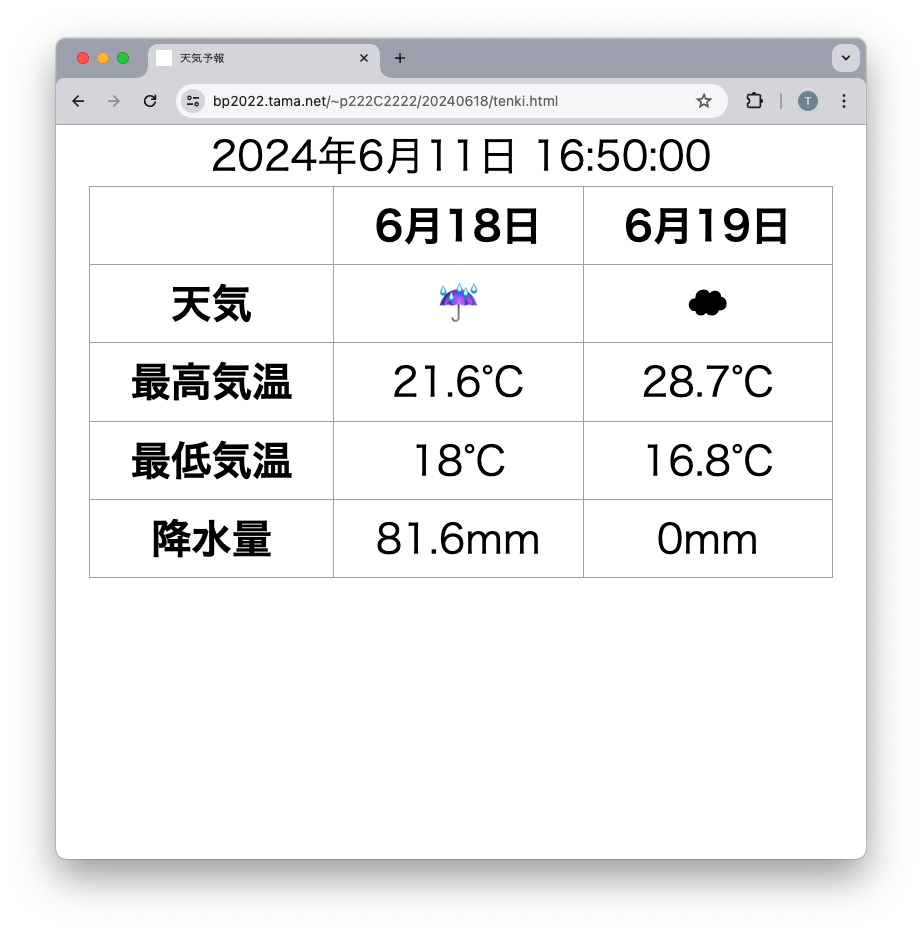 天気予報
bp2022.tama.net/~p222C2222/20240618/tenki.html
T
2024年6月11日 16:50:00
6月18日 6月19日
天気 ☔ ☁
最高気温 21.6℃ 28.7℃
最低気温 18℃ 16.8℃
降水量 81.6mm 0mm